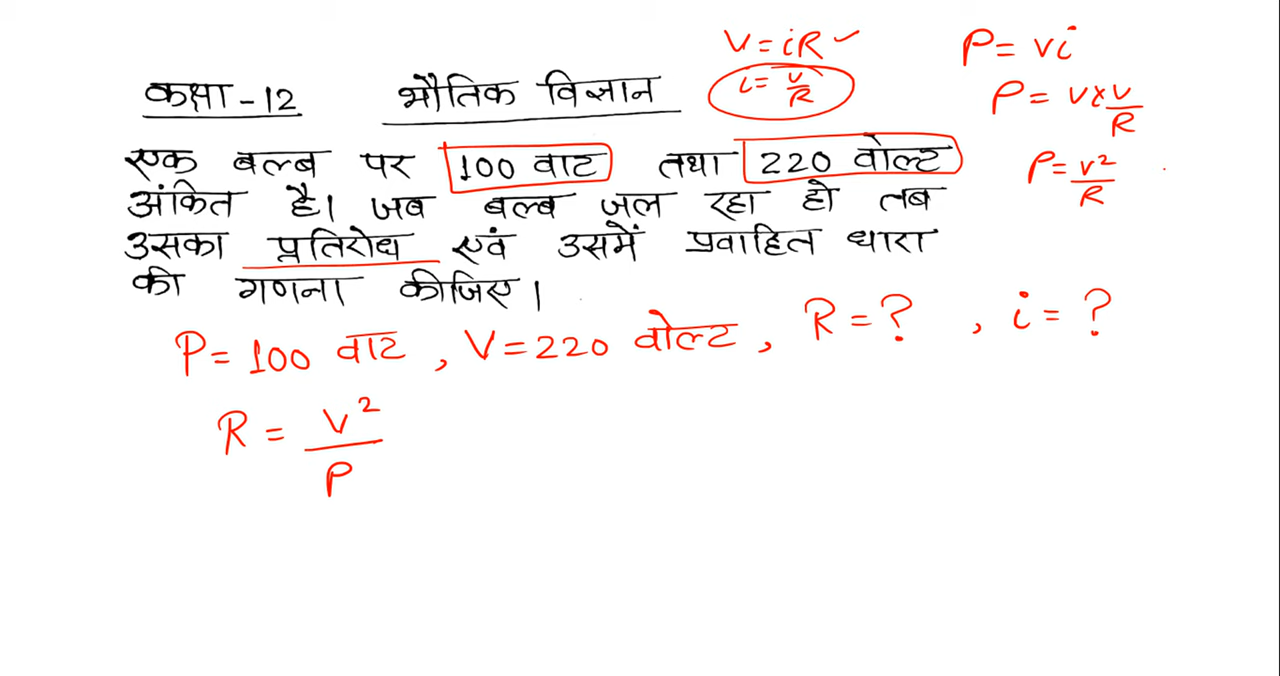 V = iR ✓
i = V/R
P = Vi
P = V × V/R
P = V²/R
कक्षा - 12 भौतिक विज्ञान
एक बल्ब पर 100 वाट तथा 220 वोल्ट
अंकित है। जब बल्ब जल रहा हो तब
उसका प्रतिरोध एवं उसमें प्रवाहित धारा
की गणना कीजिए।
P = 100 वाट , V = 220 वोल्ट , R = ? , i = ?
R = V²/P